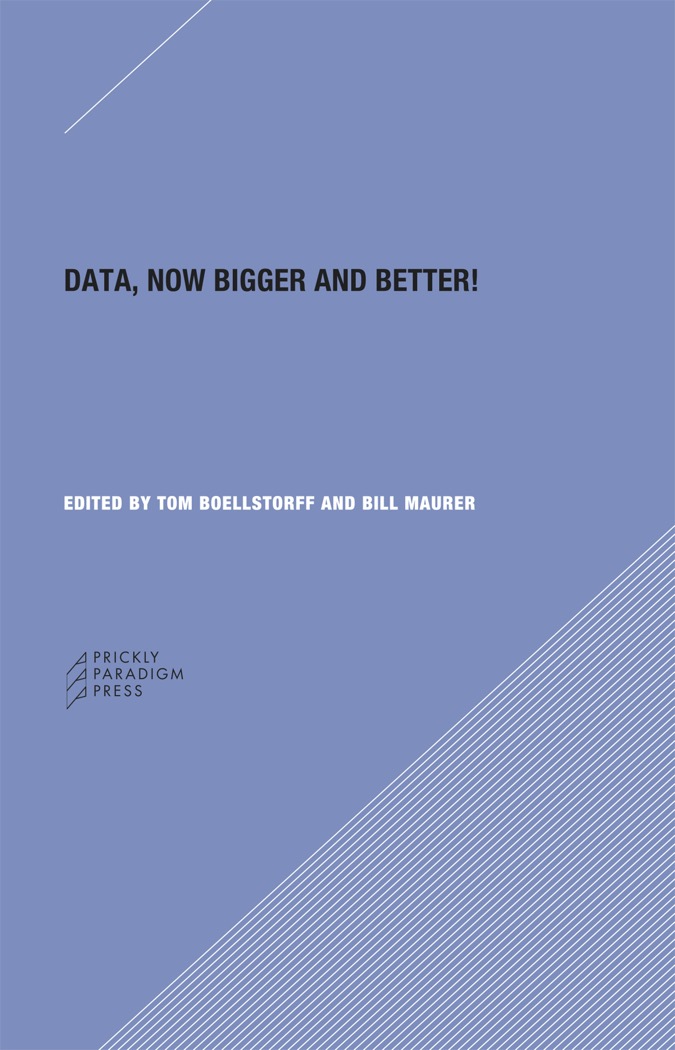 DATA, NOW BIGGER AND BETTER!
EDITED BY TOM BOELLSTORFF AND BILL MAURER
PRICKLY
PARADIGM
PRESS